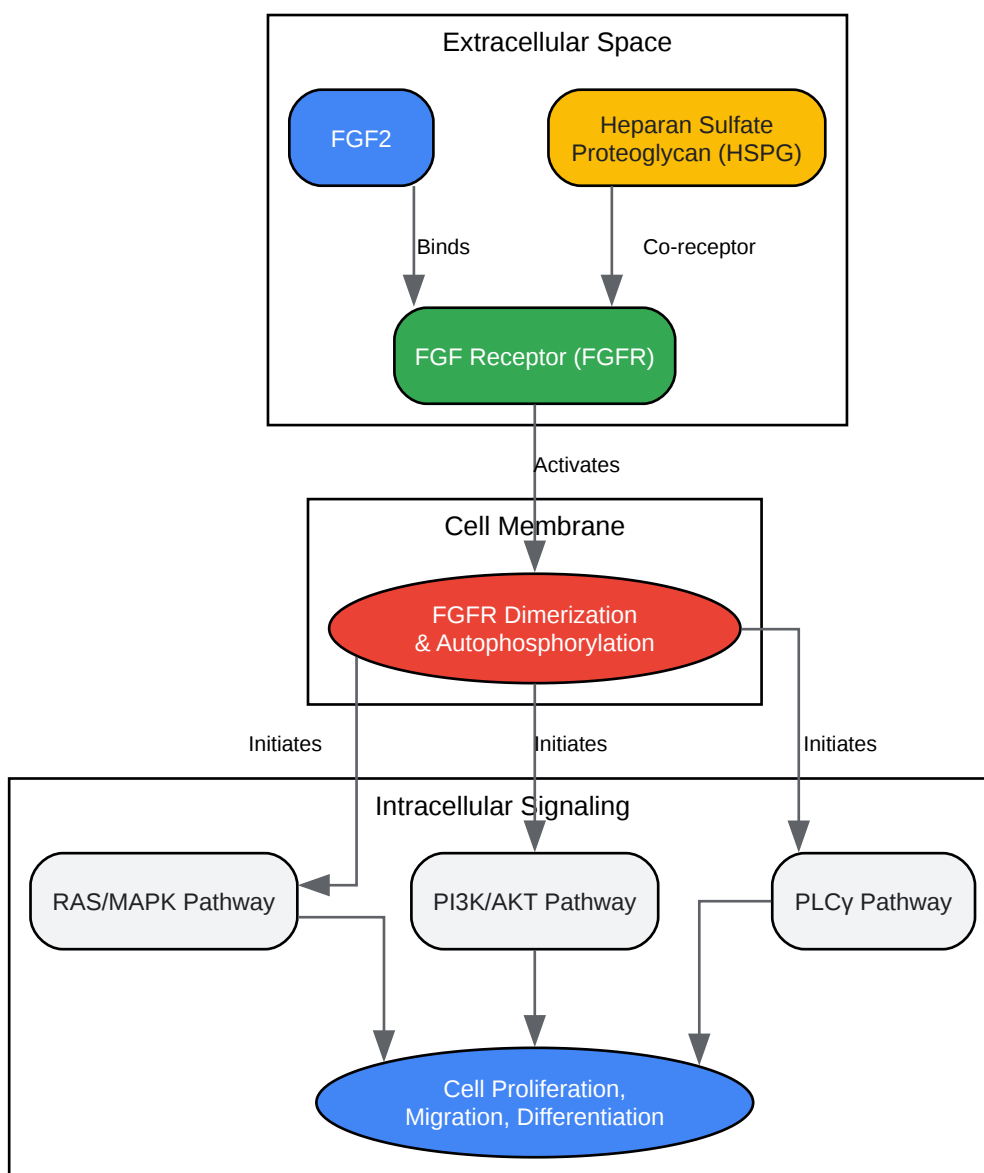 Extracellular Space
FGF2
Heparan Sulfate
Proteoglycan (HSPG)
Binds
Co-receptor
FGF Receptor (FGFR)
Activates
Cell Membrane
FGFR Dimerization
& Autophosphorylation
Initiates
Initiates
Initiates
Intracellular Signaling
RAS/MAPK Pathway
PI3K/AKT Pathway
PLCγ Pathway
Cell Proliferation,
Migration, Differentiation